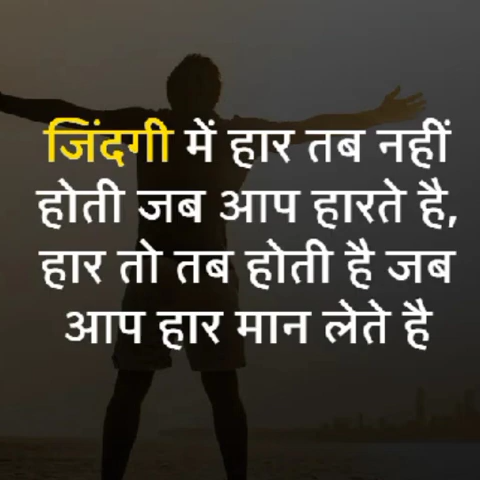 जिंदगी में हार तब नहीं
होती जब आप हारते है,
हार तो तब होती है जब
आप हार मान लेते है